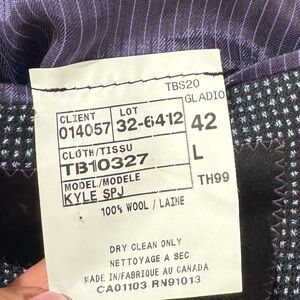 TBS20
GLADIO
CLIENT LOT
014057 32-6412 42
CLOTH/TISSU
TB10327 L
MODEL/MODELE
KYLE SPJ TH99
100% WOOL / LAINE
DRY CLEAN ONLY
NETTOYAGE A SEC
MADE IN/FABRIQUE AU CANADA
CA01103 RN91013